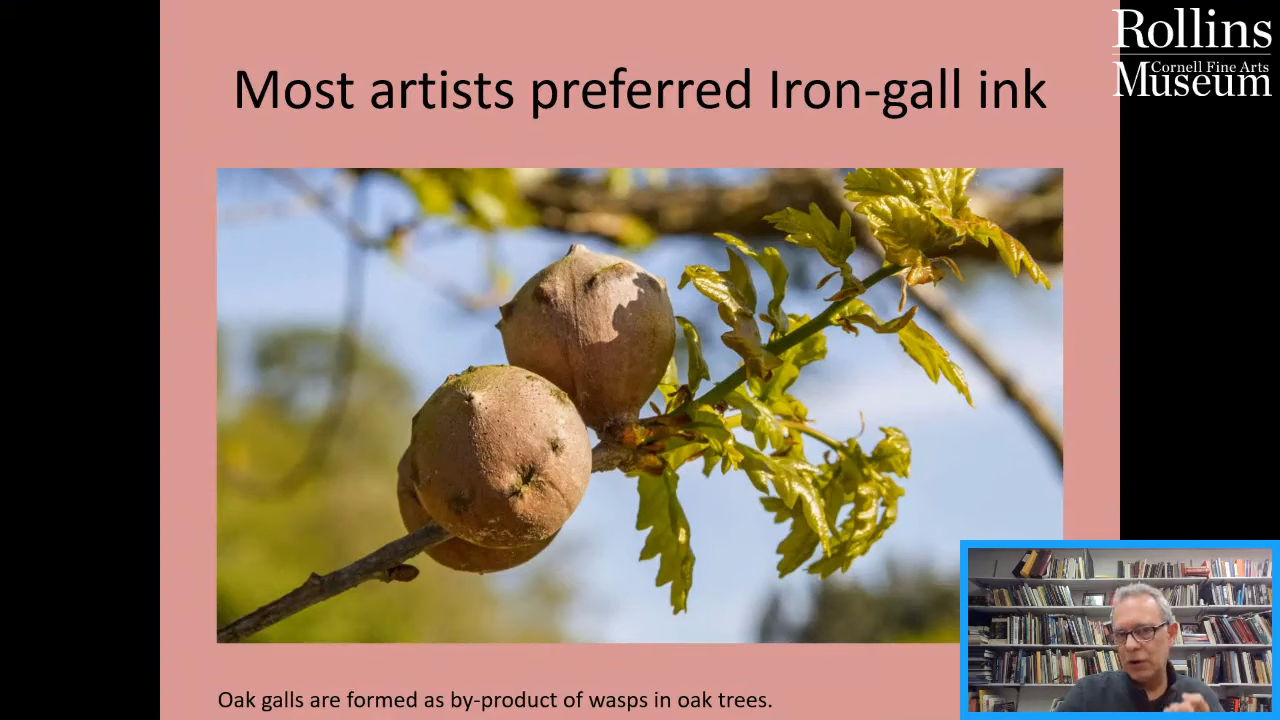 Rollins
Cornell Fine Arts
Museum
Most artists preferred Iron-gall ink
Oak galls are formed as by-product of wasps in oak trees.